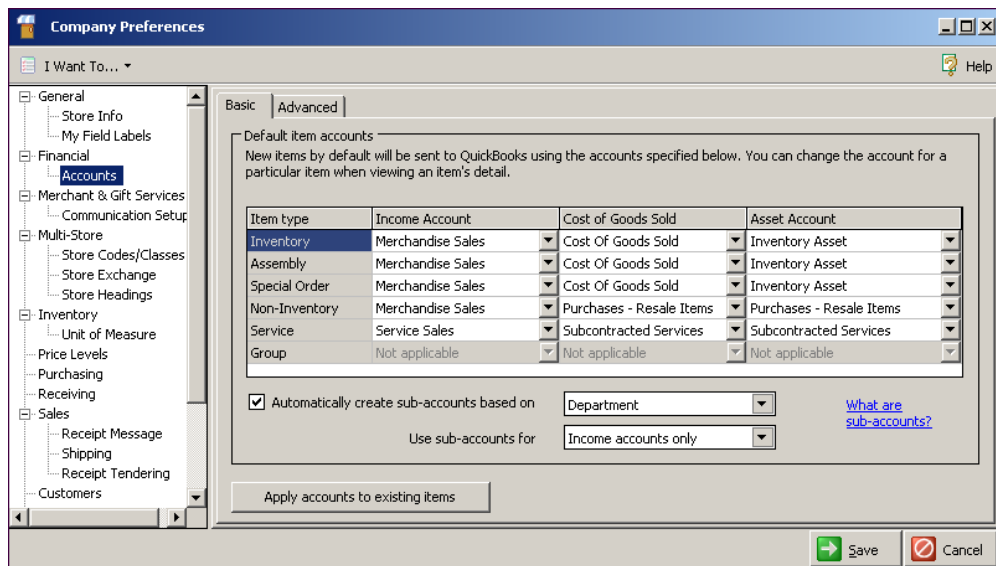 Company Preferences
I Want To...
Help
General
Store Info
My Field Labels
Financial
Accounts
Merchant & Gift Services
Communication Setup
Multi-Store
Store Codes/Classes
Store Exchange
Store Headings
Inventory
Unit of Measure
Price Levels
Purchasing
Receiving
Sales
Receipt Message
Shipping
Receipt Tendering
Customers
Basic
Advanced
Default item accounts
New items by default will be sent to QuickBooks using the accounts specified below. You can change the account for a
particular item when viewing an item's detail.
Item type Income Account Cost of Goods Sold Asset Account
Inventory Merchandise Sales Cost Of Goods Sold Inventory Asset
Assembly Merchandise Sales Cost Of Goods Sold Inventory Asset
Special Order Merchandise Sales Cost Of Goods Sold Inventory Asset
Non-Inventory Merchandise Sales Purchases - Resale Items Purchases - Resale Items
Service Service Sales Subcontracted Services Subcontracted Services
Group Not applicable Not applicable Not applicable
Automatically create sub-accounts based on Department
What are
sub-accounts?
Use sub-accounts for Income accounts only
Apply accounts to existing items
Save
Cancel